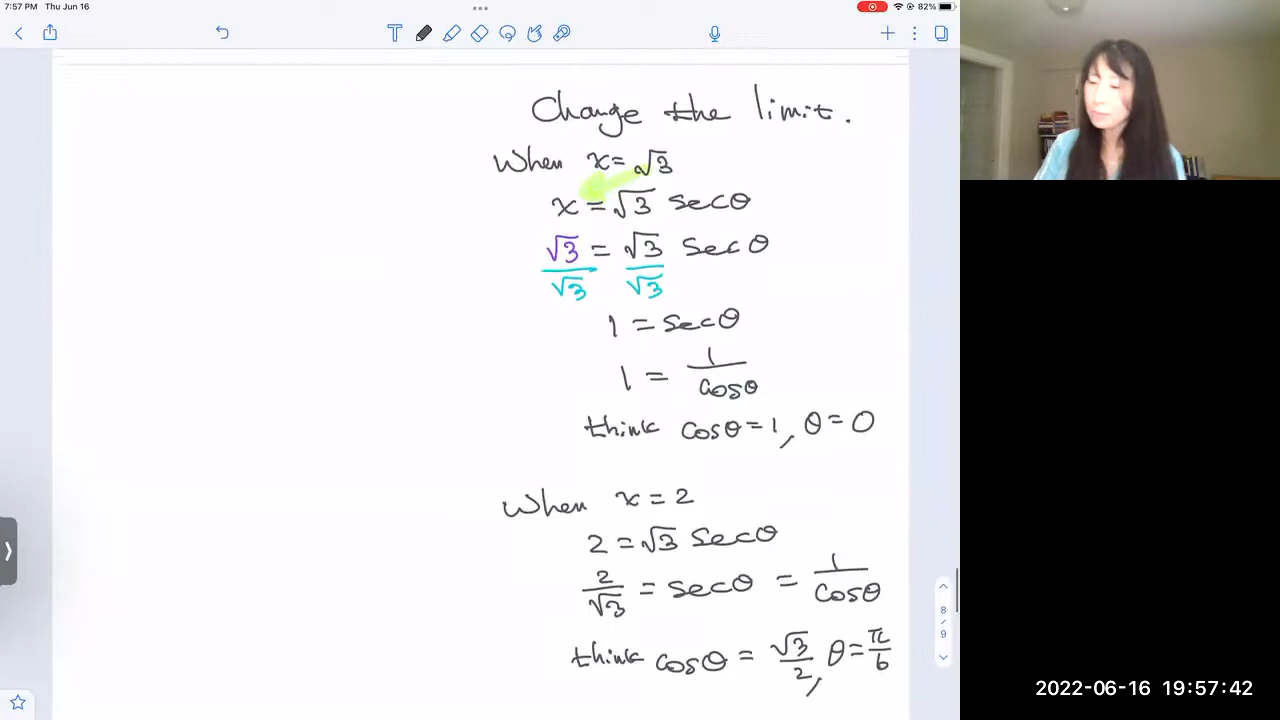 7:57 PM Thu Jun 16
82%
Change the limit.
When x = √3
x = √3 secθ
√3/√3 = √3/√3 secθ
1 = secθ
1 = 1/cosθ
think cosθ = 1, θ = 0
When x = 2
2 = √3 secθ
2/√3 = secθ = 1/cosθ
think cosθ = √3/2, θ = π/6
8
/
9
2022-06-16 19:57:42